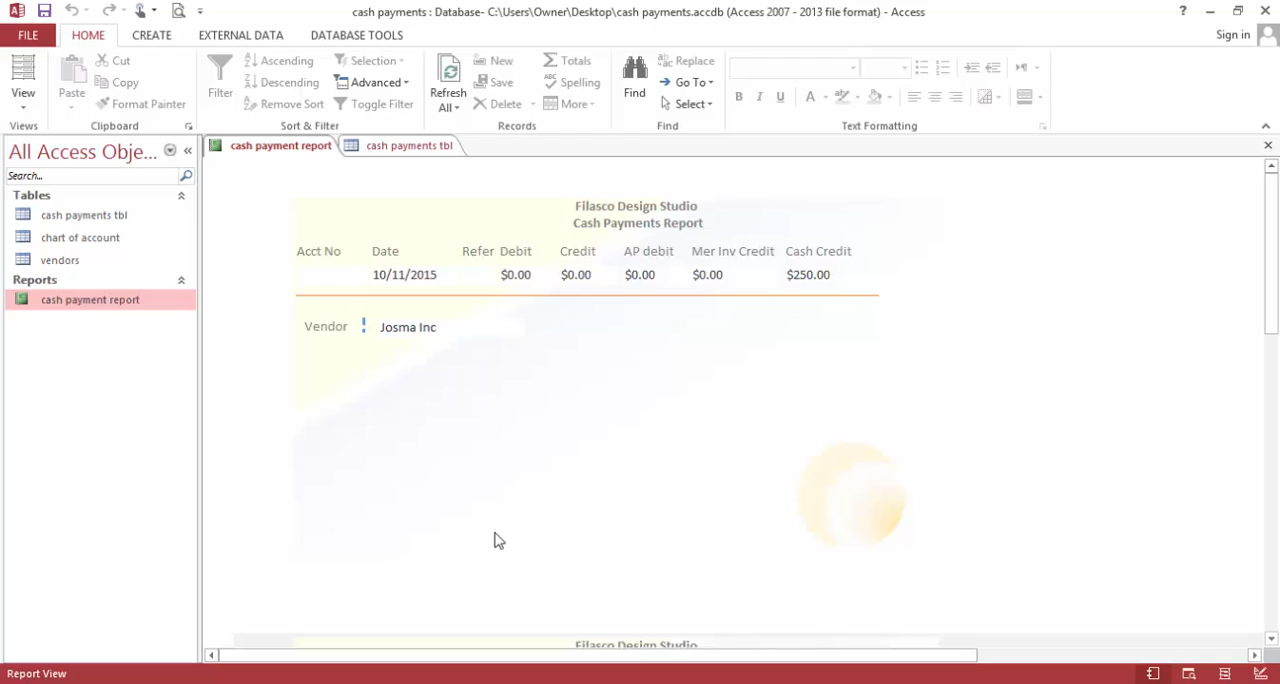 cash payments : Database- C:\Users\Owner\Desktop\cash payments.accdb (Access 2007 - 2013 file format) - Access
?
FILE HOME CREATE EXTERNAL DATA DATABASE TOOLS Sign in
View
Views
Paste
Cut
Copy
Format Painter
Clipboard
Filter
Ascending
Descending
Remove Sort
Selection
Advanced
Toggle Filter
Sort & Filter
Refresh
All
New
Save
Delete
Totals
Spelling
More
Records
Find
Replace
Go To
Select
Find
B I U A
Text Formatting
All Access Obje...
Search...
Tables
cash payments tbl
chart of account
vendors
Reports
cash payment report
cash payment report cash payments tbl
Filasco Design Studio
Cash Payments Report
Acct No Date Refer Debit Credit AP debit Mer Inv Credit Cash Credit
10/11/2015 $0.00 $0.00 $0.00 $0.00 $250.00
Vendor Josma Inc
Filasco Design Studio
Report View